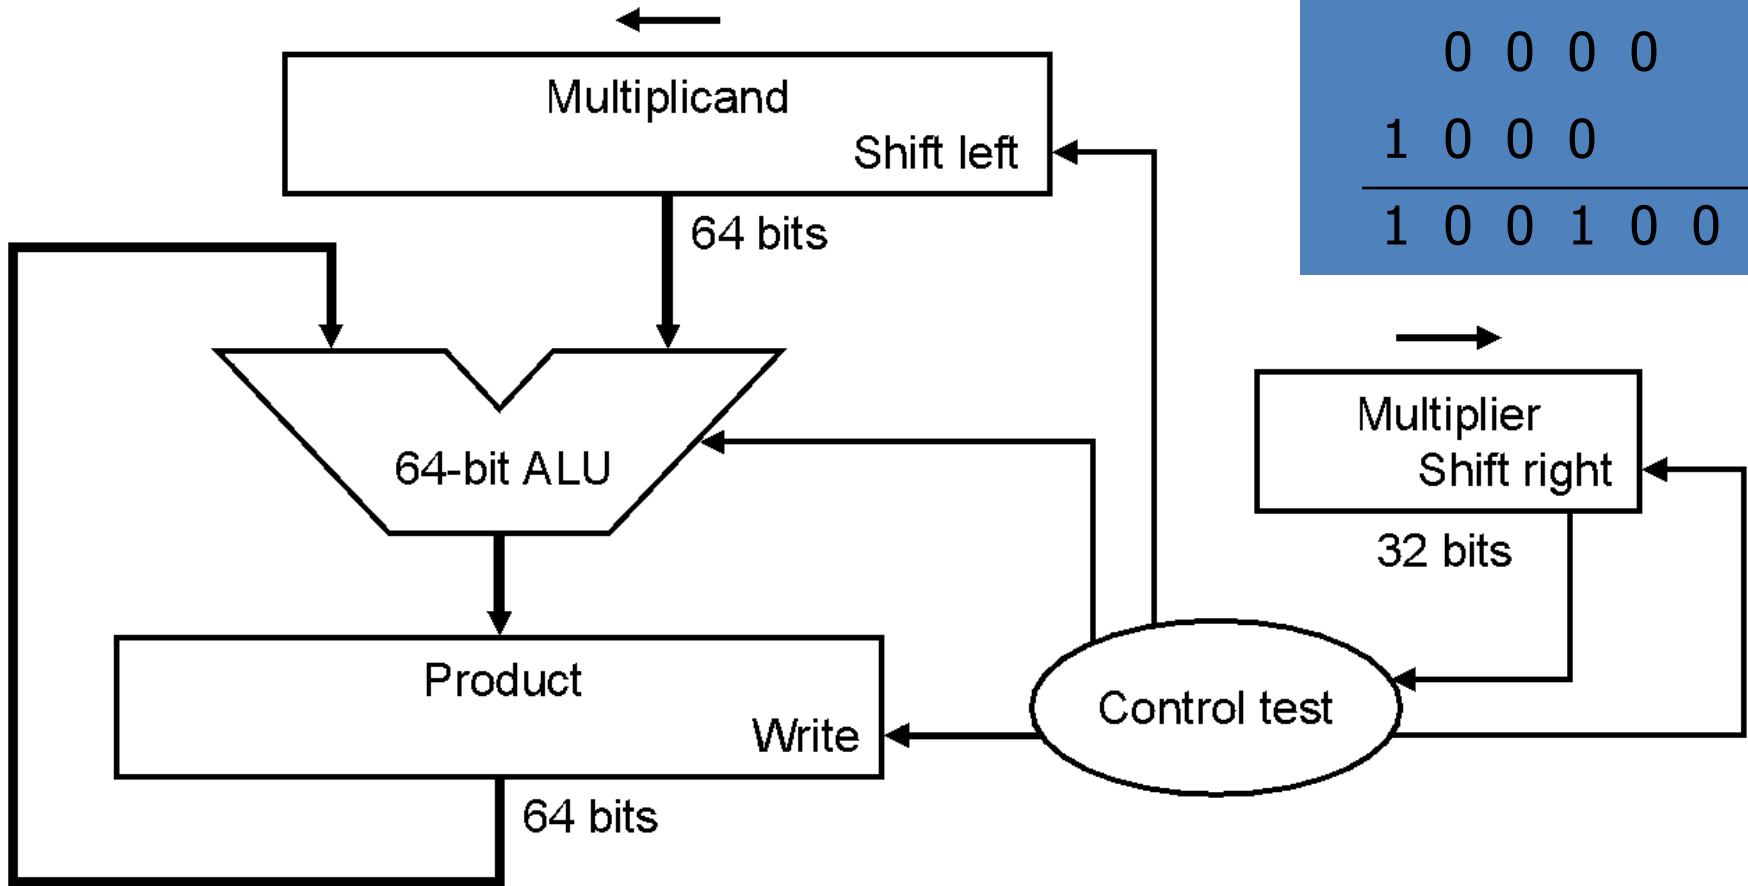 0 0 0 0
1 0 0 0
1 0 0 1 0 0
Multiplicand
Shift left
64 bits
64-bit ALU
Multiplier
Shift right
32 bits
Product
Write
Control test
64 bits